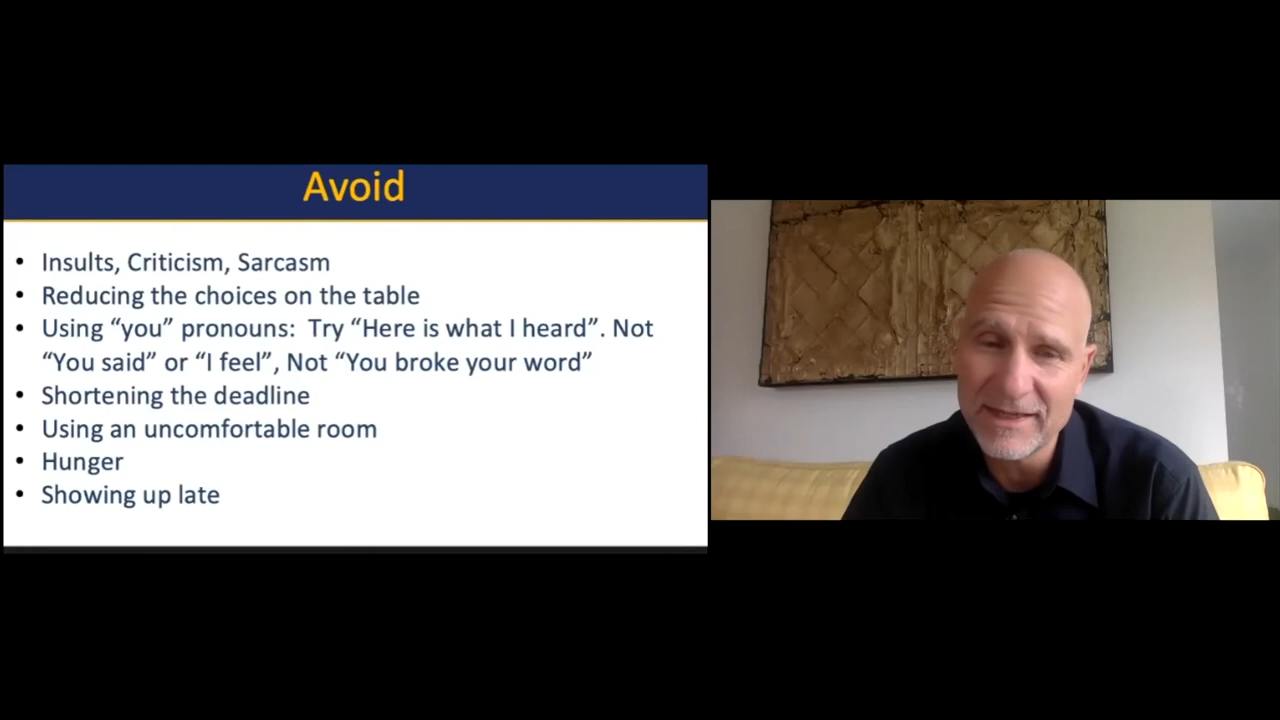 Avoid
• Insults, Criticism, Sarcasm
• Reducing the choices on the table
• Using “you” pronouns:  Try “Here is what I heard”. Not
“You said” or “I feel”, Not “You broke your word”
• Shortening the deadline
• Using an uncomfortable room
• Hunger
• Showing up late